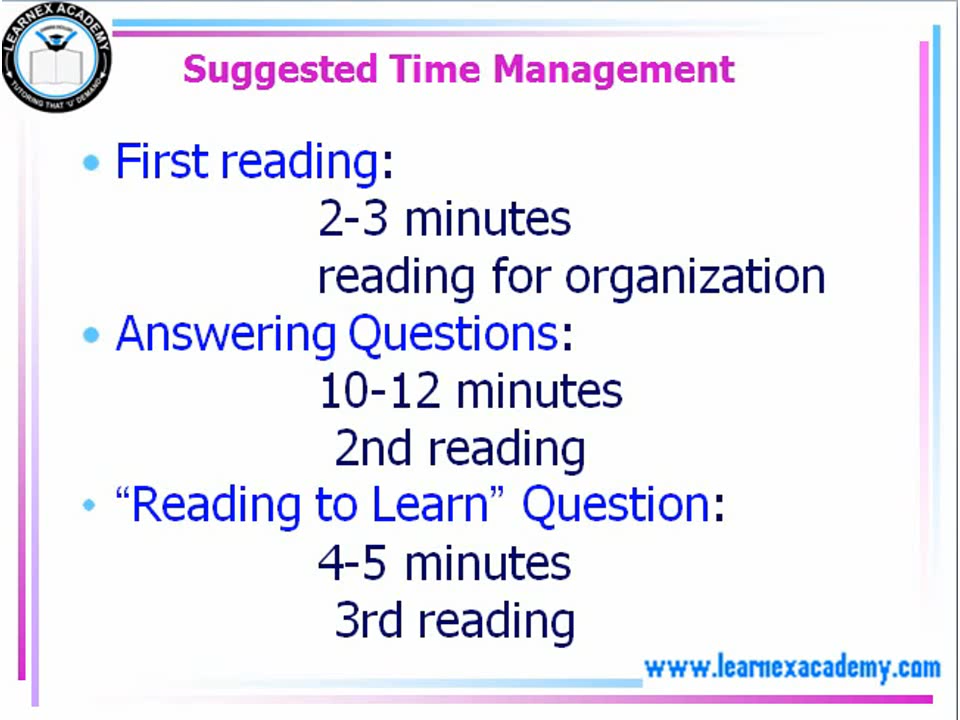 LEARNEX ACADEMY
TUTORING THAT 'U' DEMAND
Suggested Time Management
• First reading:
2-3 minutes
reading for organization
• Answering Questions:
10-12 minutes
2nd reading
• “Reading to Learn” Question:
4-5 minutes
3rd reading
www.learnexacademy.com